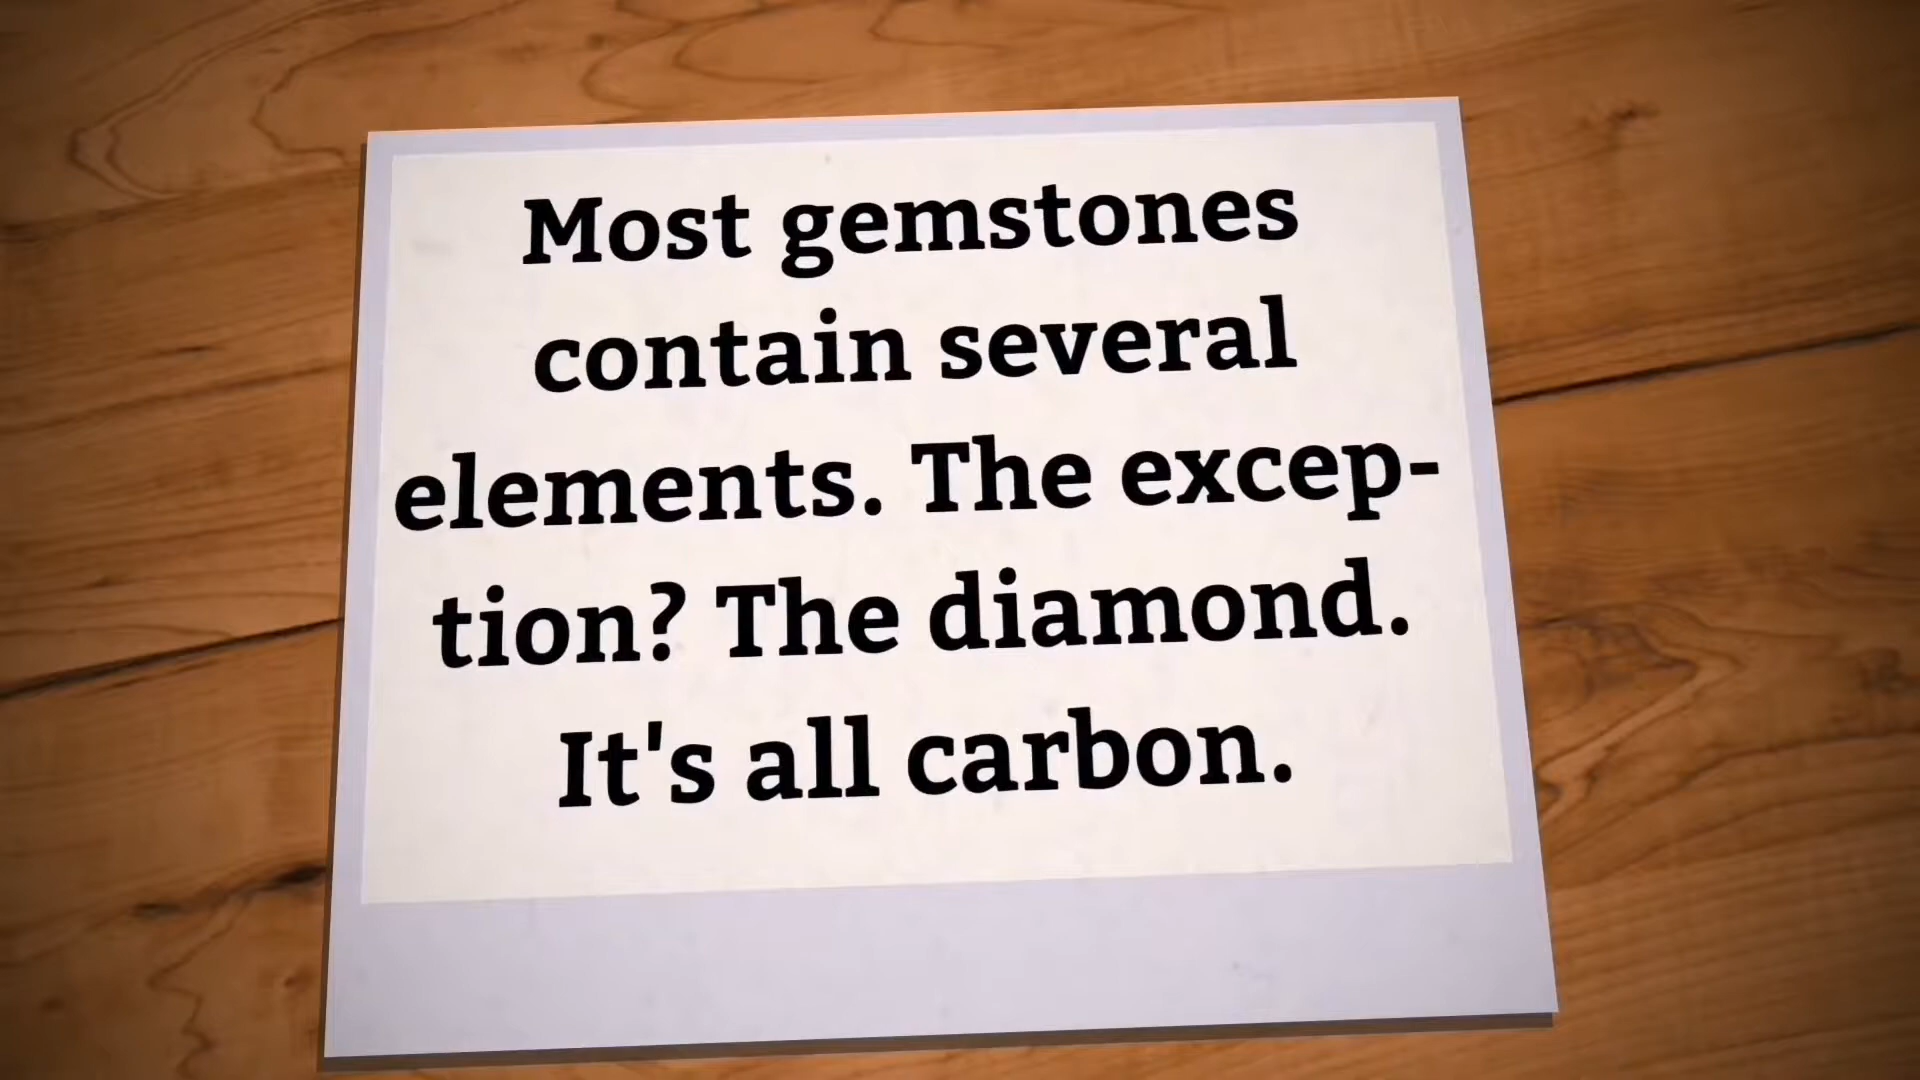 Most gemstones
contain several
elements. The excep-
tion? The diamond.
It's all carbon.